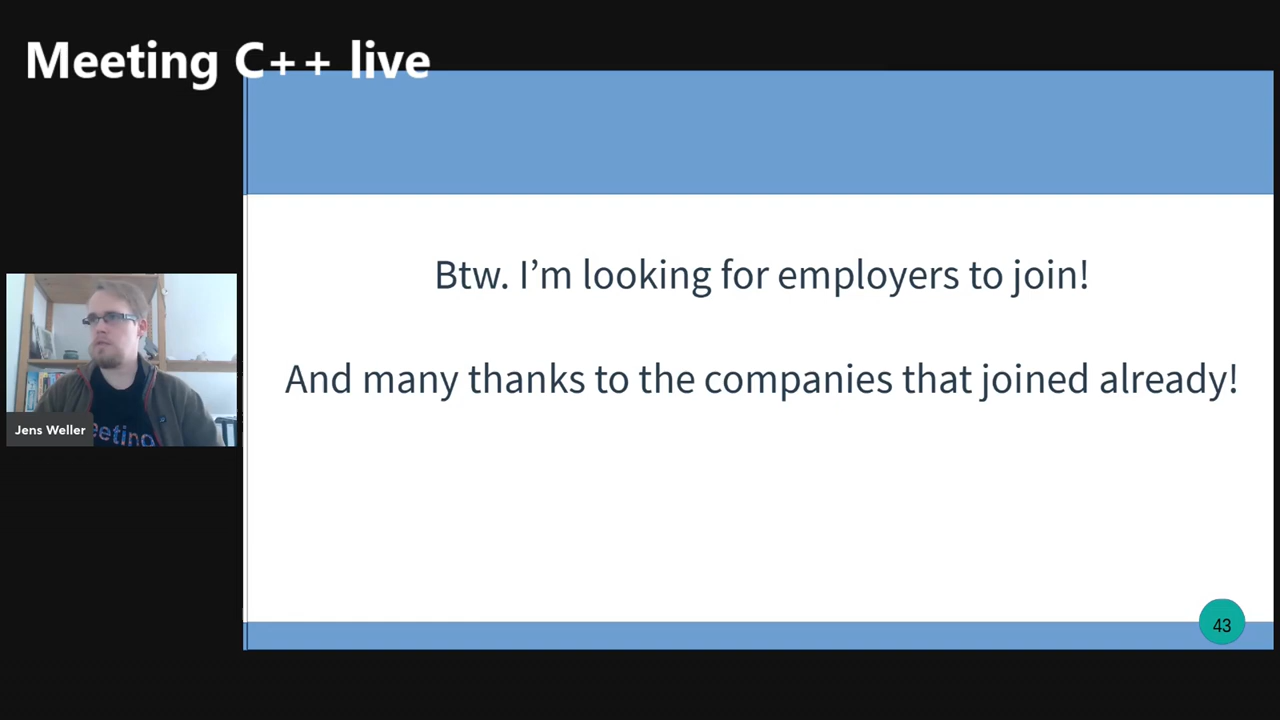 Meeting C++ live
Btw. I’m looking for employers to join!
And many thanks to the companies that joined already!
Jens Weller
eeting
43